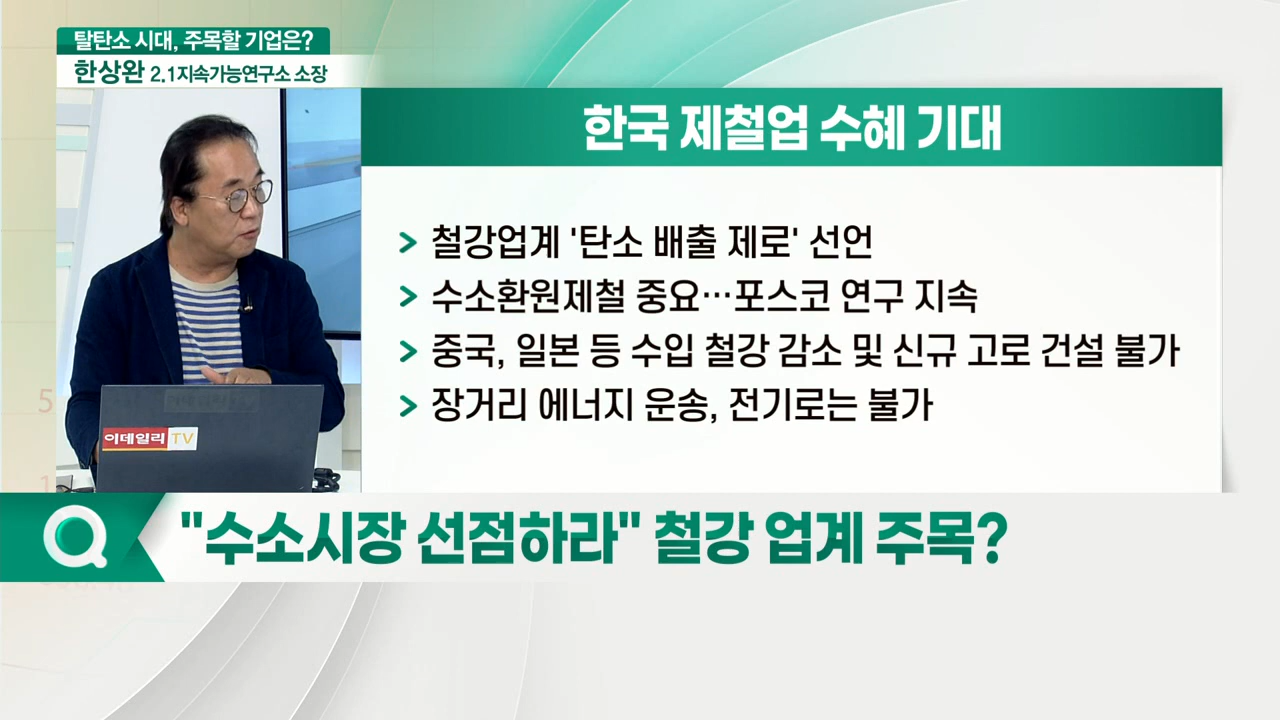 탈탄소 시대, 주목할 기업은?
한상완 2.1지속가능연구소 소장
한국 제철업 수혜 기대
> 철강업계 '탄소 배출 제로' 선언
> 수소환원제철 중요…포스코 연구 지속
> 중국, 일본 등 수입 철강 감소 및 신규 고로 건설 불가
> 장거리 에너지 운송, 전기로는 불가
이데일리 TV
Q "수소시장 선점하라" 철강 업계 주목?
5